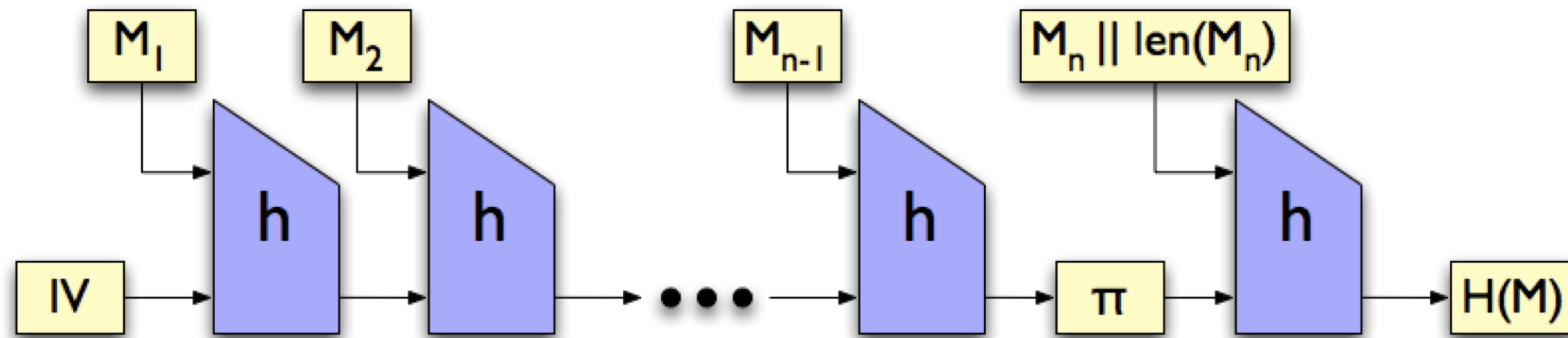 M₁
M₂
Mₙ₋₁
Mₙ || len(Mₙ)
h
h
h
h
IV
π
H(M)